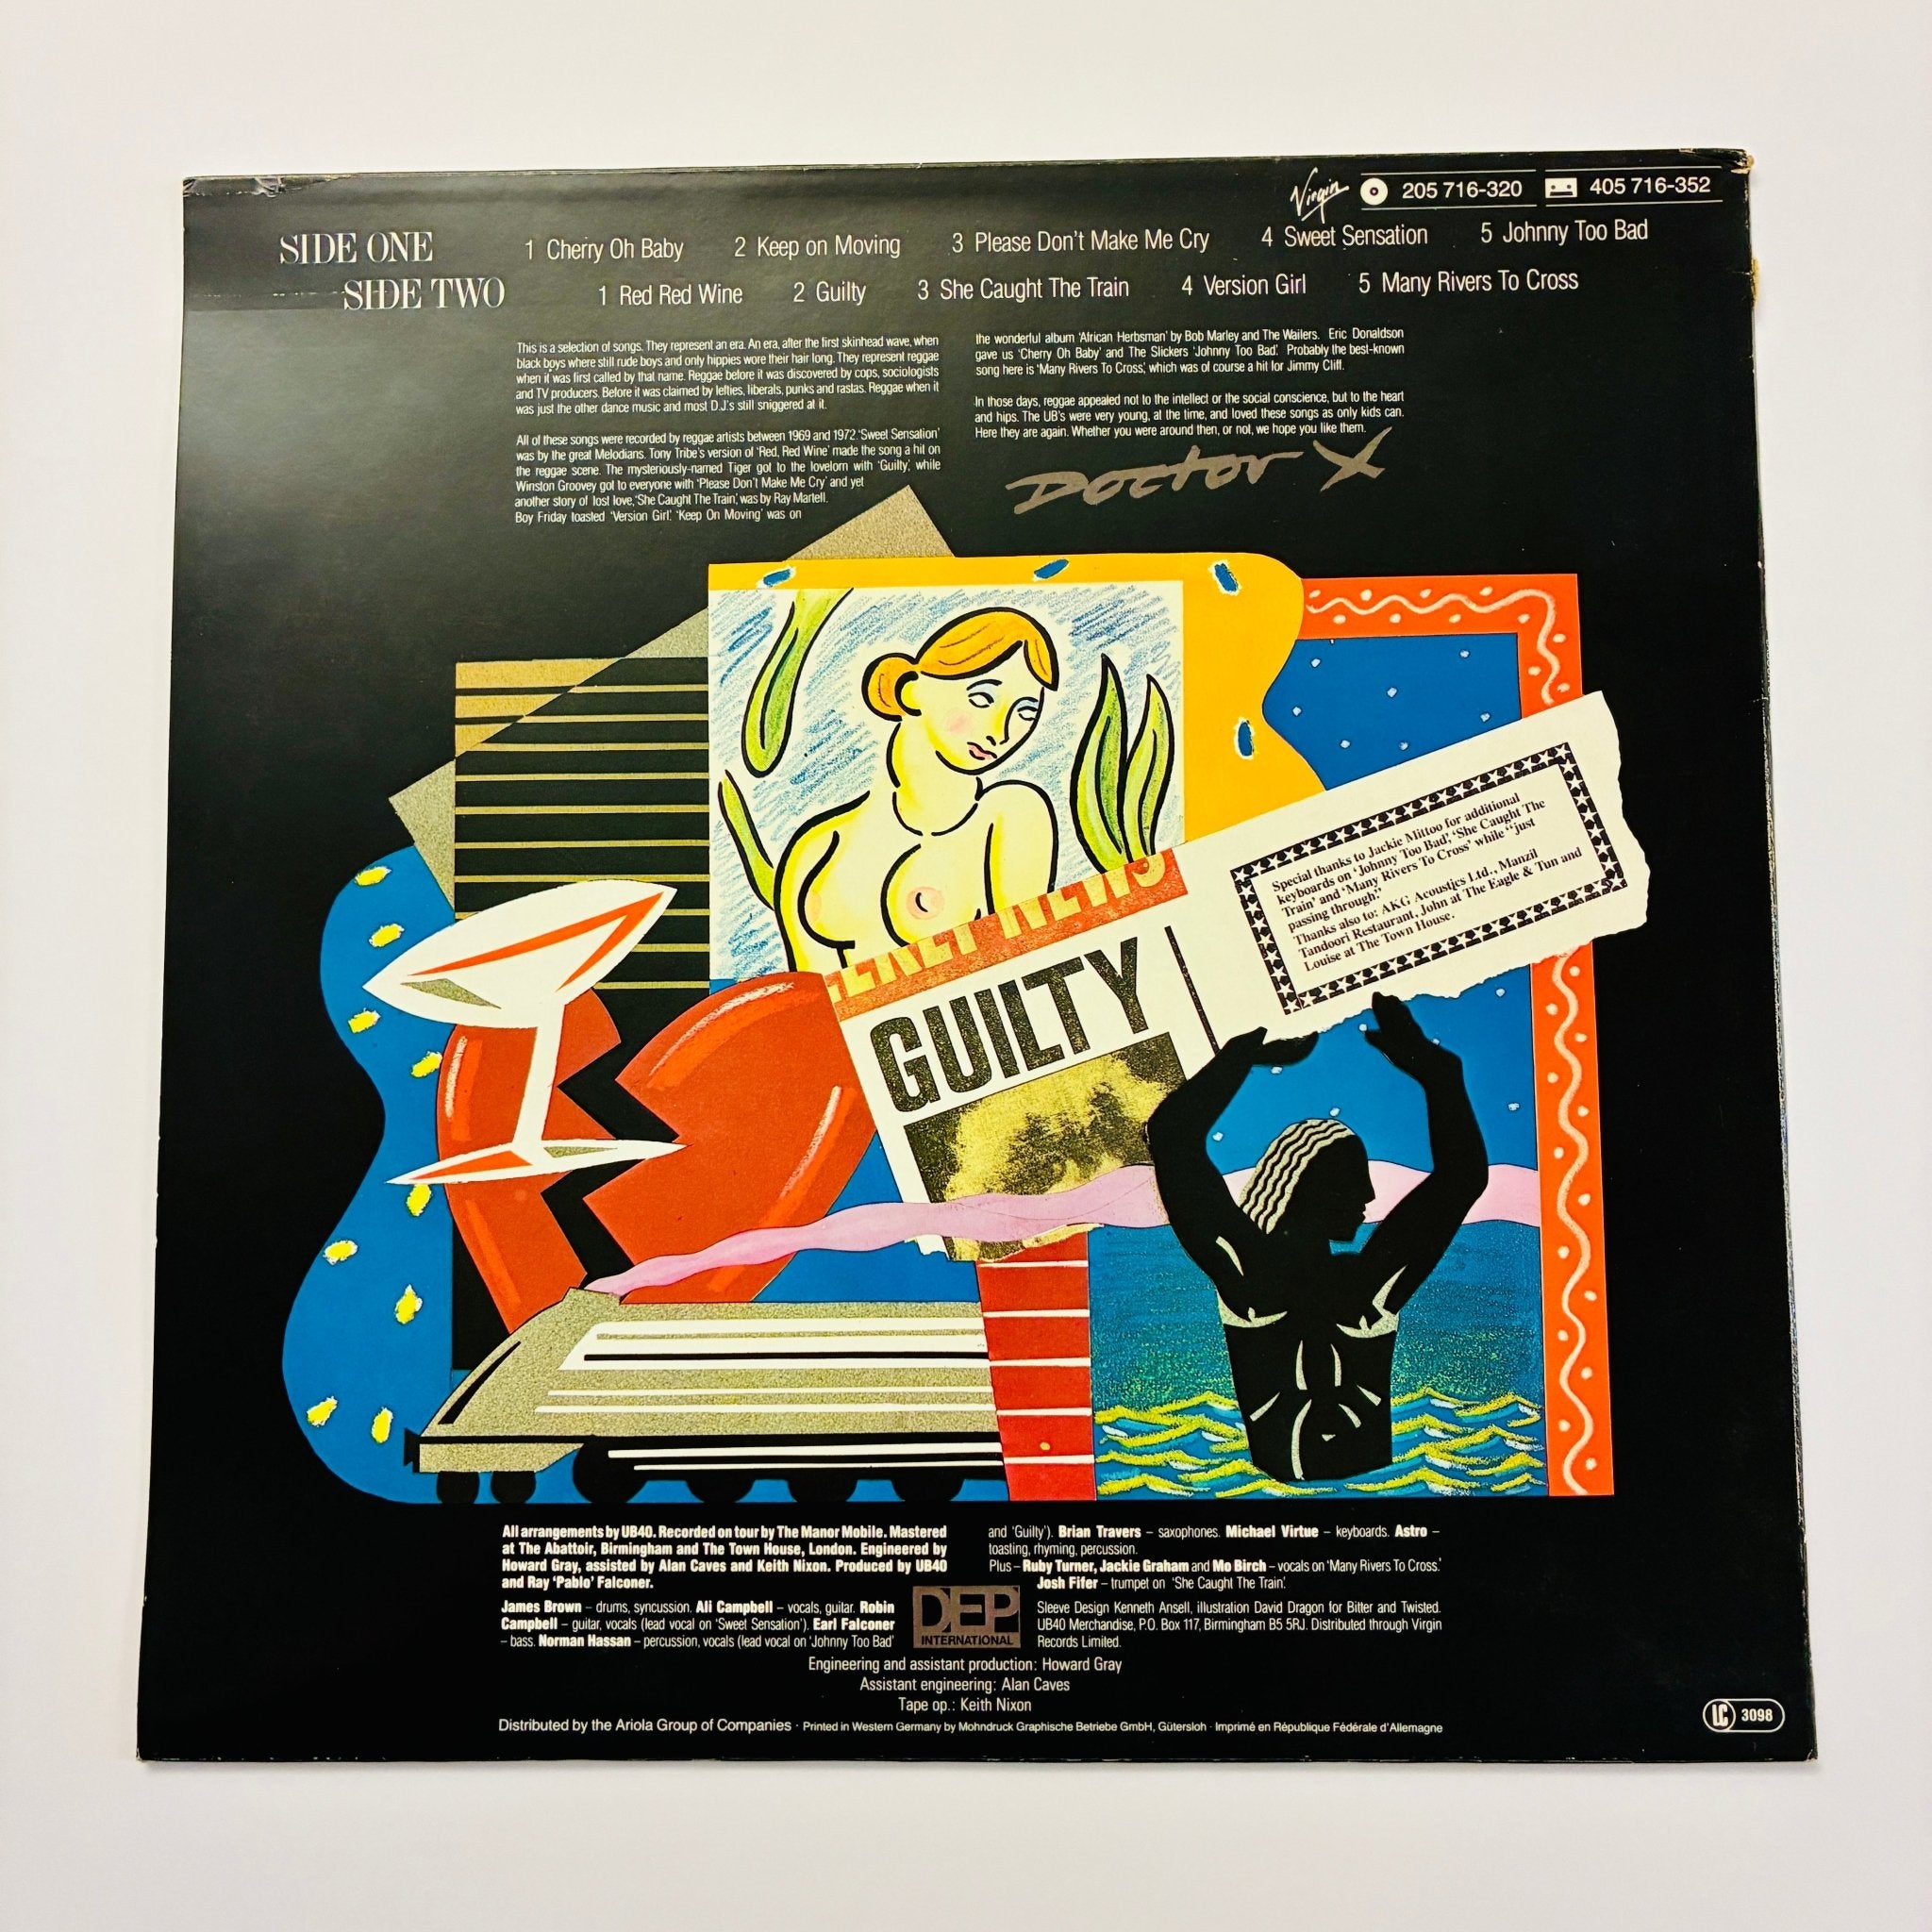 Virgin 205 716-320 405 716-352
SIDE ONE 1 Cherry Oh Baby 2 Keep on Moving 3 Please Don't Make Me Cry 4 Sweet Sensation 5 Johnny Too Bad
SIDE TWO 1 Red Red Wine 2 Guilty 3 She Caught The Train 4 Version Girl 5 Many Rivers To Cross
This is a selection of songs. They represent an era. An era, after the first skinhead wave, when
black boys where still rude boys and only hippies wore their hair long. They represent reggae
when it was first called by that name. Reggae before it was discovered by cops, sociologists
and TV producers. Before it was claimed by lefties, liberals, punks and rastas. Reggae when it
was just the other dance music and most D.J.'s still sniggered at it.
All of these songs were recorded by reggae artists between 1969 and 1972. 'Sweet Sensation'
was by the great Melodians. Tony Tribe's version of 'Red, Red Wine' made the song a hit on
the reggae scene. The mysteriously-named Tiger got to the lovelorn with 'Guilty', while
Winston Groovey got to everyone with 'Please Don't Make Me Cry' and yet
another story of lost love, 'She Caught The Train', was by Ray Martell.
Boy Friday toasted 'Version Girl'. 'Keep On Moving' was on
the wonderful album 'African Herbsman' by Bob Marley and The Wailers. Eric Donaldson
gave us 'Cherry Oh Baby' and The Slickers 'Johnny Too Bad'. Probably the best-known
song here is 'Many Rivers To Cross', which was of course a hit for Jimmy Cliff.
In those days, reggae appealed not to the intellect or the social conscience, but to the heart
and hips. The UB's were very young, at the time, and loved these songs as only kids can.
Here they are again. Whether you were around then, or not, we hope you like them.
Doctor X
NEWS
GUILTY
Special thanks to Jackie Mittoo for additional
keyboards on 'Johnny Too Bad', 'She Caught The
Train' and 'Many Rivers To Cross' while "just
passing through".
Thanks also to: AKG Acoustics Ltd., Manzil
Tandoori Restaurant, John at The Eagle & Tun and
Louise at The Town House.
All arrangements by UB40. Recorded on tour by The Manor Mobile. Mastered
at The Abattoir, Birmingham and The Town House, London. Engineered by
Howard Gray, assisted by Alan Caves and Keith Nixon. Produced by UB40
and Ray 'Pablo' Falconer.
James Brown – drums, syncussion. Ali Campbell – vocals, guitar. Robin
Campbell – guitar, vocals (lead vocal on 'Sweet Sensation'). Earl Falconer
– bass. Norman Hassan – percussion, vocals (lead vocal on 'Johnny Too Bad'
and 'Guilty'). Brian Travers – saxophones. Michael Virtue – keyboards. Astro –
toasting, rhyming, percussion.
Plus – Ruby Turner, Jackie Graham and Mo Birch – vocals on 'Many Rivers To Cross.'
Josh Fifer – trumpet on 'She Caught The Train'.
DEP
INTERNATIONAL
Sleeve Design Kenneth Ansell, illustration David Dragon for Bitter and Twisted.
UB40 Merchandise, P.O. Box 117, Birmingham B5 5RJ. Distributed through Virgin
Records Limited.
Engineering and assistant production: Howard Gray
Assistant engineering: Alan Caves
Tape op.: Keith Nixon
Distributed by the Ariola Group of Companies · Printed in Western Germany by Mohndruck Graphische Betriebe GmbH, Gütersloh · Imprimé en République Fédérale d'Allemagne
LC 3098